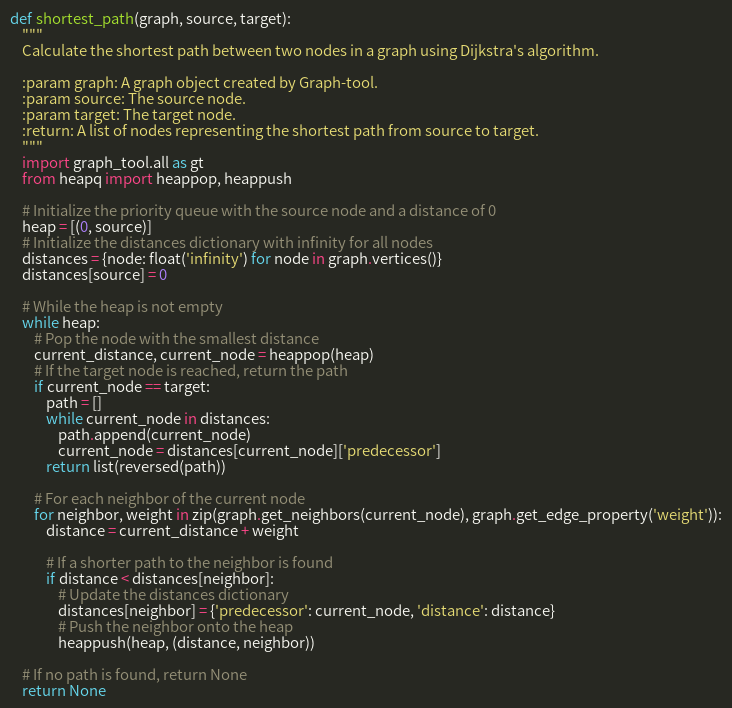 def shortest_path(graph, source, target):
    """
    Calculate the shortest path between two nodes in a graph using Dijkstra's algorithm.

    :param graph: A graph object created by Graph-tool.
    :param source: The source node.
    :param target: The target node.
    :return: A list of nodes representing the shortest path from source to target.
    """
    import graph_tool.all as gt
    from heapq import heappop, heappush

    # Initialize the priority queue with the source node and a distance of 0
    heap = [(0, source)]
    # Initialize the distances dictionary with infinity for all nodes
    distances = {node: float('infinity') for node in graph.vertices()}
    distances[source] = 0

    # While the heap is not empty
    while heap:
        # Pop the node with the smallest distance
        current_distance, current_node = heappop(heap)
        # If the target node is reached, return the path
        if current_node == target:
            path = []
            while current_node in distances:
                path.append(current_node)
                current_node = distances[current_node]['predecessor']
            return list(reversed(path))

        # For each neighbor of the current node
        for neighbor, weight in zip(graph.get_neighbors(current_node), graph.get_edge_property('weight')):
            distance = current_distance + weight

            # If a shorter path to the neighbor is found
            if distance < distances[neighbor]:
                # Update the distances dictionary
                distances[neighbor] = {'predecessor': current_node, 'distance': distance}
                # Push the neighbor onto the heap
                heappush(heap, (distance, neighbor))

    # If no path is found, return None
    return None